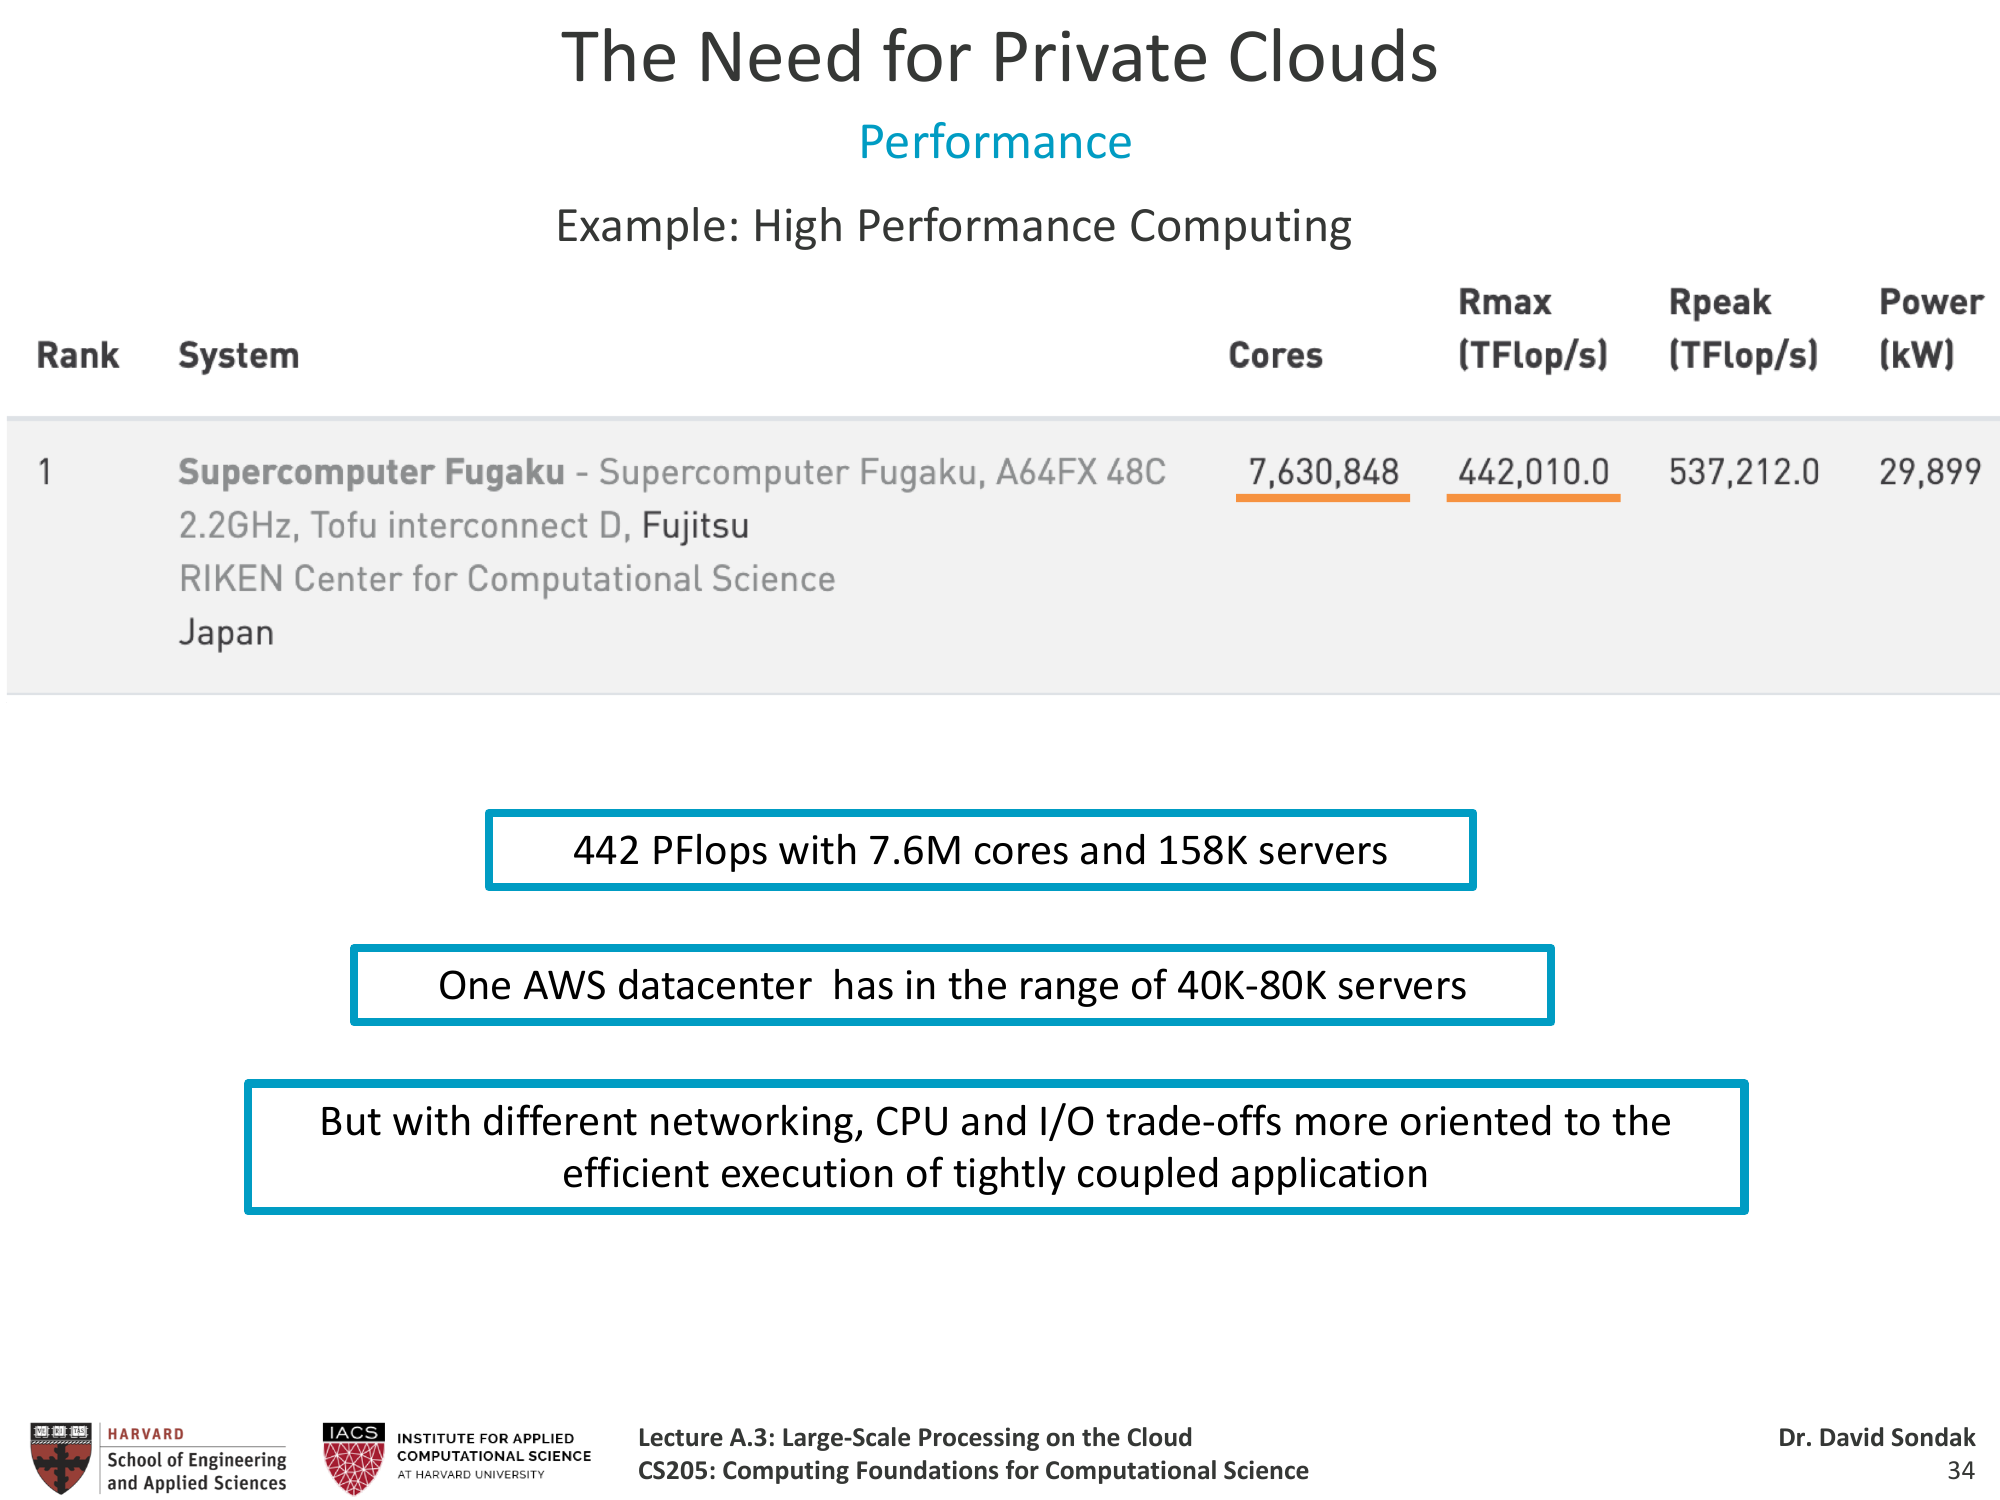 The Need for Private Clouds
Performance
Example: High Performance Computing
Rank System Cores Rmax (TFlop/s) Rpeak (TFlop/s) Power (kW)
1 Supercomputer Fugaku - Supercomputer Fugaku, A64FX 48C 7,630,848 442,010.0 537,212.0 29,899
2.2GHz, Tofu interconnect D, Fujitsu
RIKEN Center for Computational Science
Japan
442 PFlops with 7.6M cores and 158K servers
One AWS datacenter has in the range of 40K-80K servers
But with different networking, CPU and I/O trade-offs more oriented to the
efficient execution of tightly coupled application
HARVARD
School of Engineering
and Applied Sciences
IACS
INSTITUTE FOR APPLIED
COMPUTATIONAL SCIENCE
AT HARVARD UNIVERSITY
Lecture A.3: Large-Scale Processing on the Cloud
CS205: Computing Foundations for Computational Science
Dr. David Sondak
34